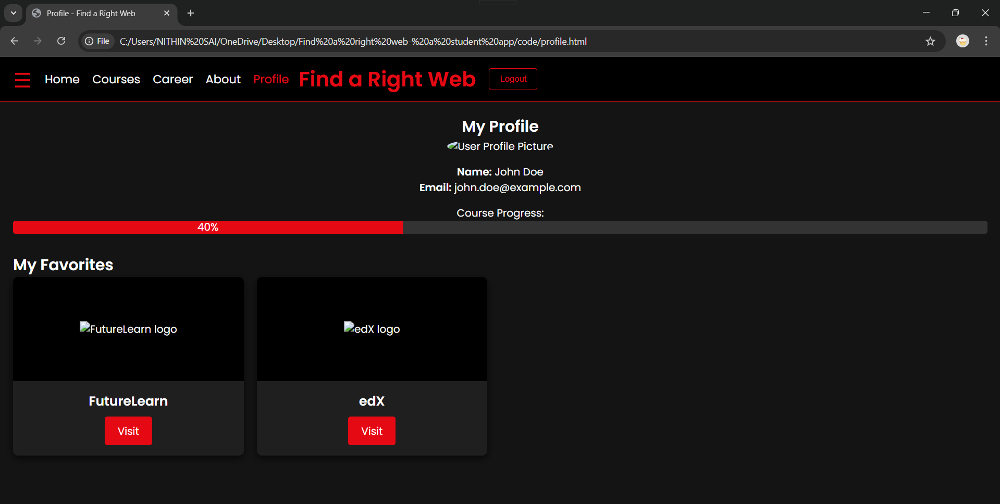 Profile - Find a Right Web
File
C:/Users/NITHIN%20SAI/OneDrive/Desktop/Find%20a%20right%20web-%20a%20student%20app/code/profile.html
Home Courses Career About Profile Find a Right Web Logout
My Profile
User Profile Picture
Name: John Doe
Email: john.doe@example.com
Course Progress:
40%
My Favorites
FutureLearn logo edX logo
FutureLearn edX
Visit Visit